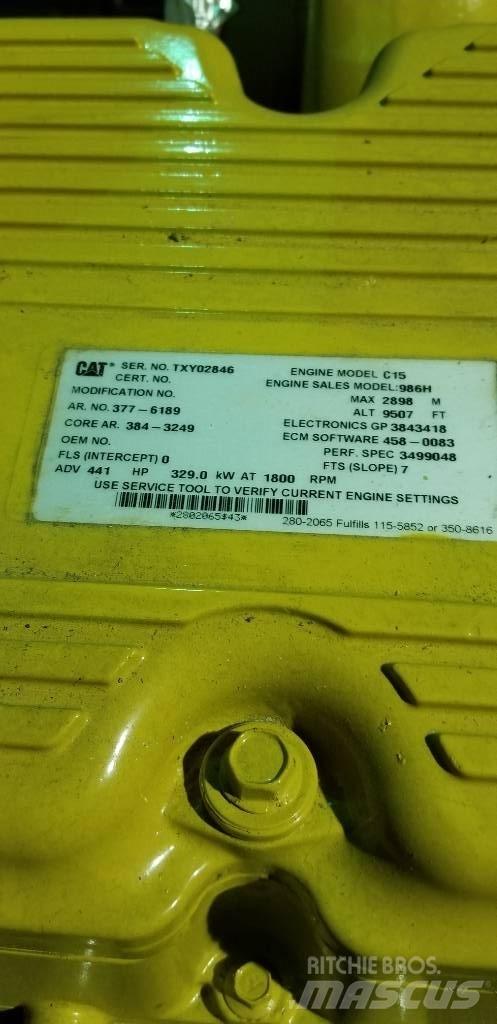 CAT® SER. NO. TXY02846 ENGINE MODEL C15
CERT. NO. ENGINE SALES MODEL:986H
MODIFICATION NO. MAX 2898 M
ALT 9507 FT
AR. NO. 377-6189 ELECTRONICS GP 3843418
CORE AR. 384-3249 ECM SOFTWARE 458-0083
OEM NO. PERF. SPEC 3499048
FLS (INTERCEPT) 0 FTS (SLOPE) 7
ADV 441 HP 329.0 kW AT 1800 RPM
USE SERVICE TOOL TO VERIFY CURRENT ENGINE SETTINGS
*2802065$43* 280-2065 Fulfills 115-5852 or 350-8616
RITCHIE BROS.
MASCUS